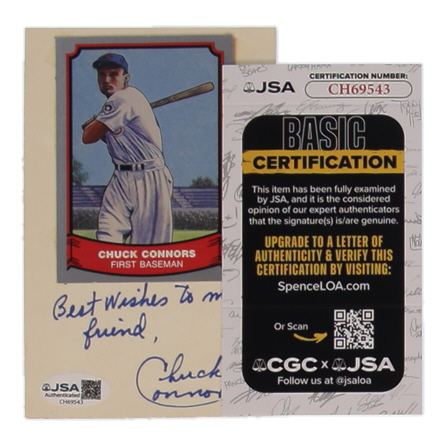 CHUCK CONNORS
FIRST BASEMAN
Best Wishes to m
friend,
Chuck
Connor
JSA
Authenticated
CH69543
JSA
CERTIFICATION NUMBER:
CH69543
BASIC
CERTIFICATION
This item has been fully examined
by JSA, and it is the considered
opinion of our expert authenticators
that the signature(s) is/are genuine.
UPGRADE TO A LETTER OF
AUTHENTICITY & VERIFY THIS
CERTIFICATION BY VISITING:
SpenceLOA.com
Or Scan
CGC x JSA
Follow us at @jsaloa